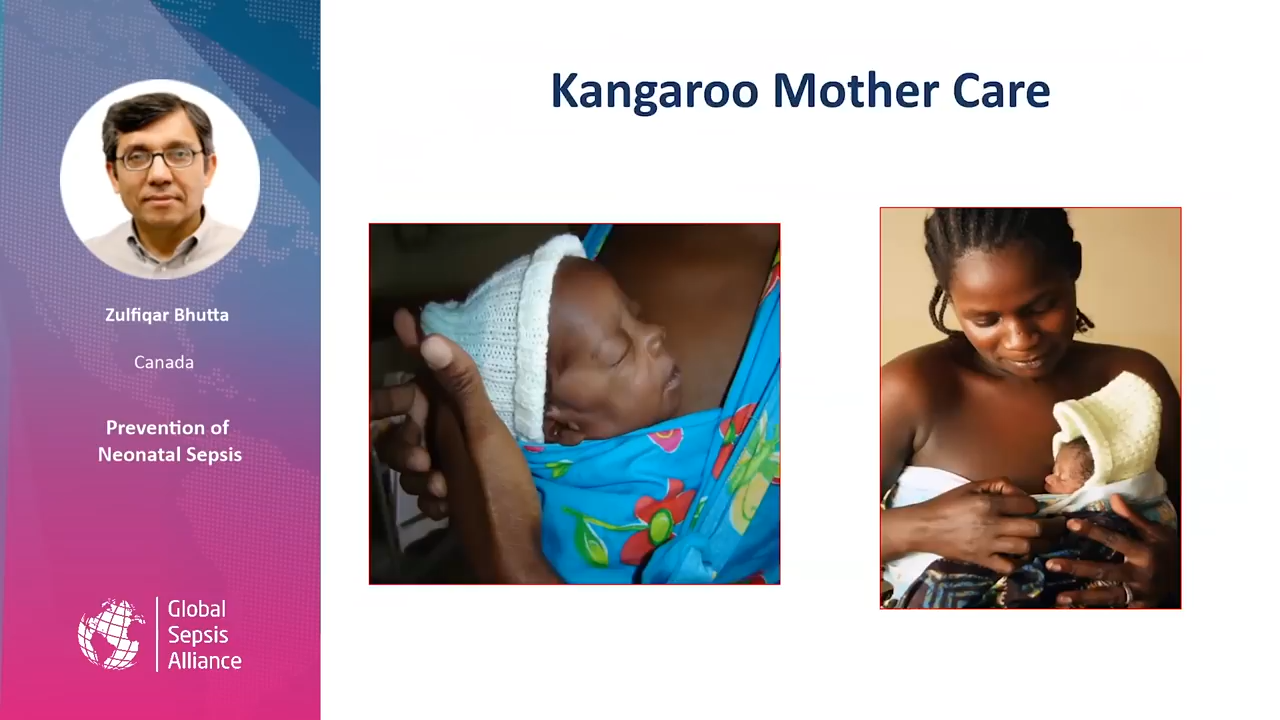 Zulfiqar Bhutta
Canada
Prevention of
Neonatal Sepsis
Global
Sepsis
Alliance
Kangaroo Mother Care